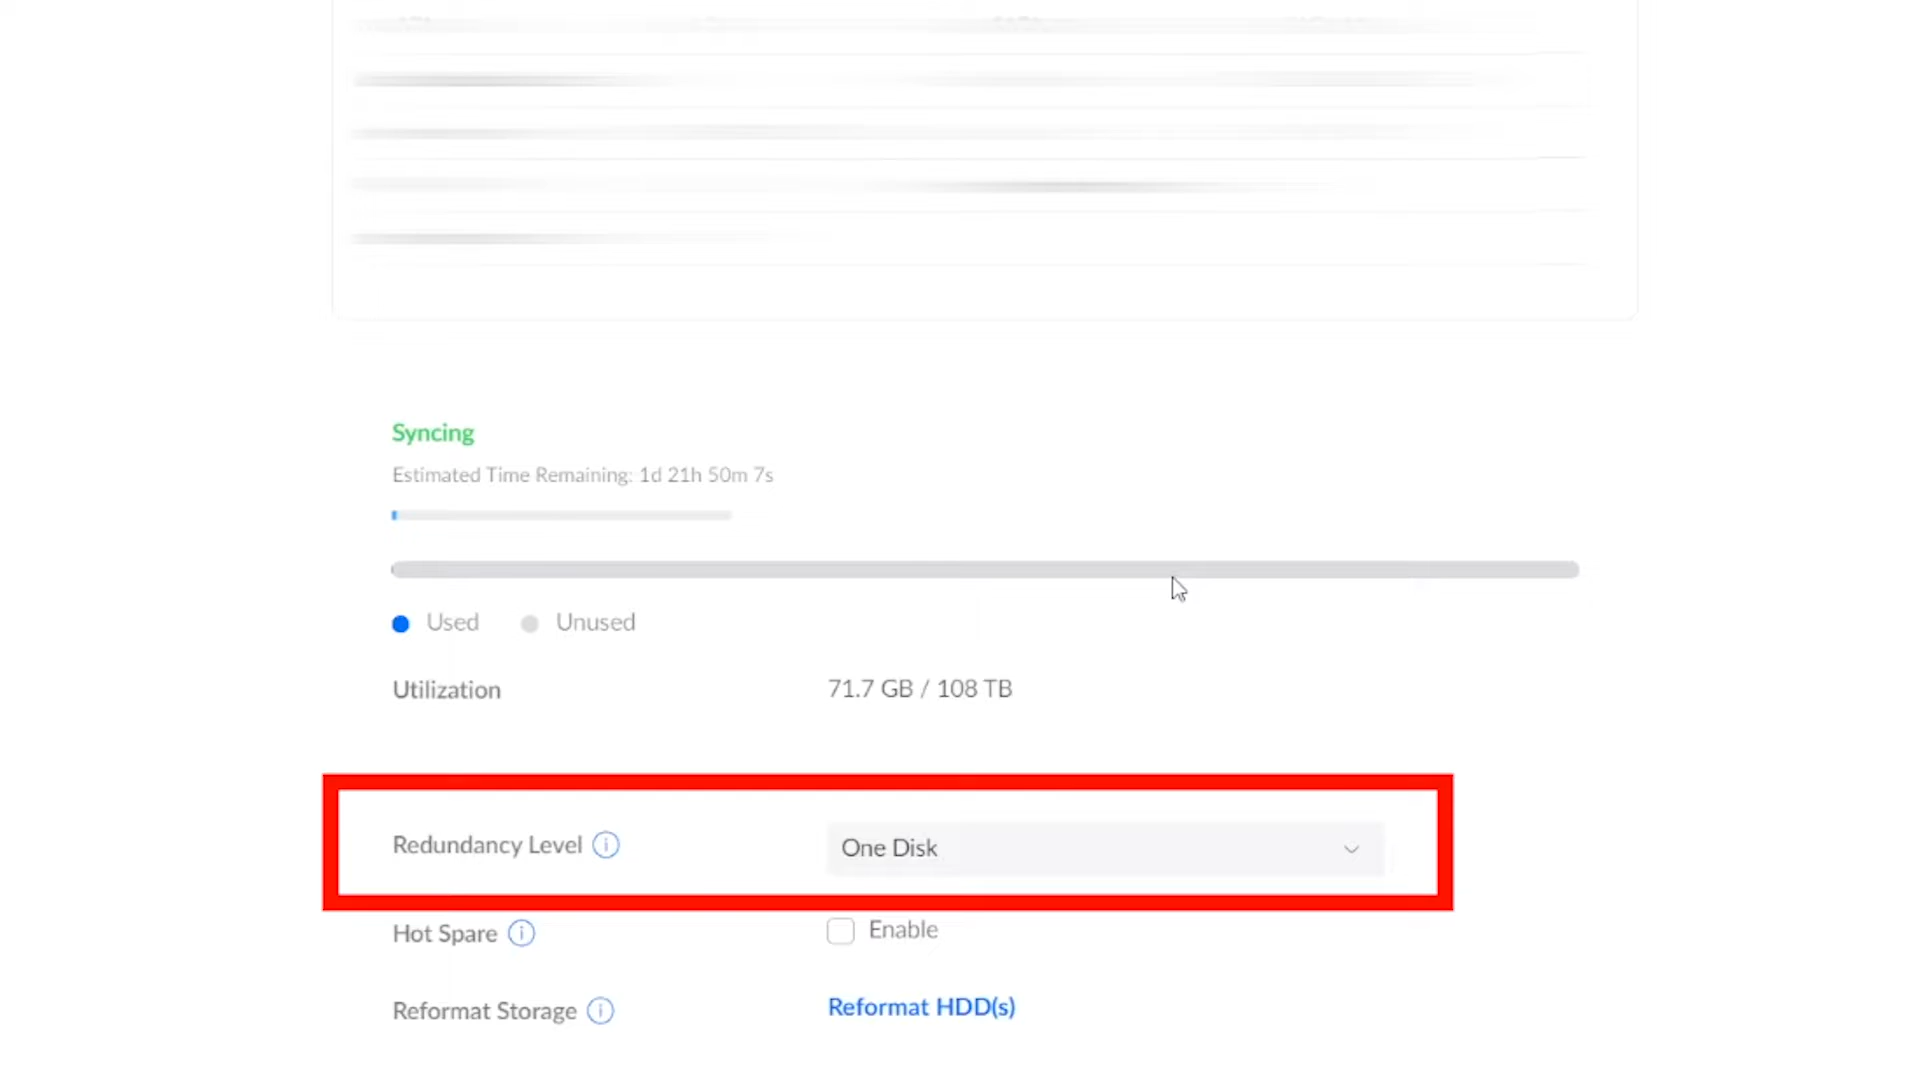 Syncing
Estimated Time Remaining: 1d 21h 50m 7s
Used Unused
Utilization 71.7 GB / 108 TB
Redundancy Level One Disk
Hot Spare Enable
Reformat Storage Reformat HDD(s)